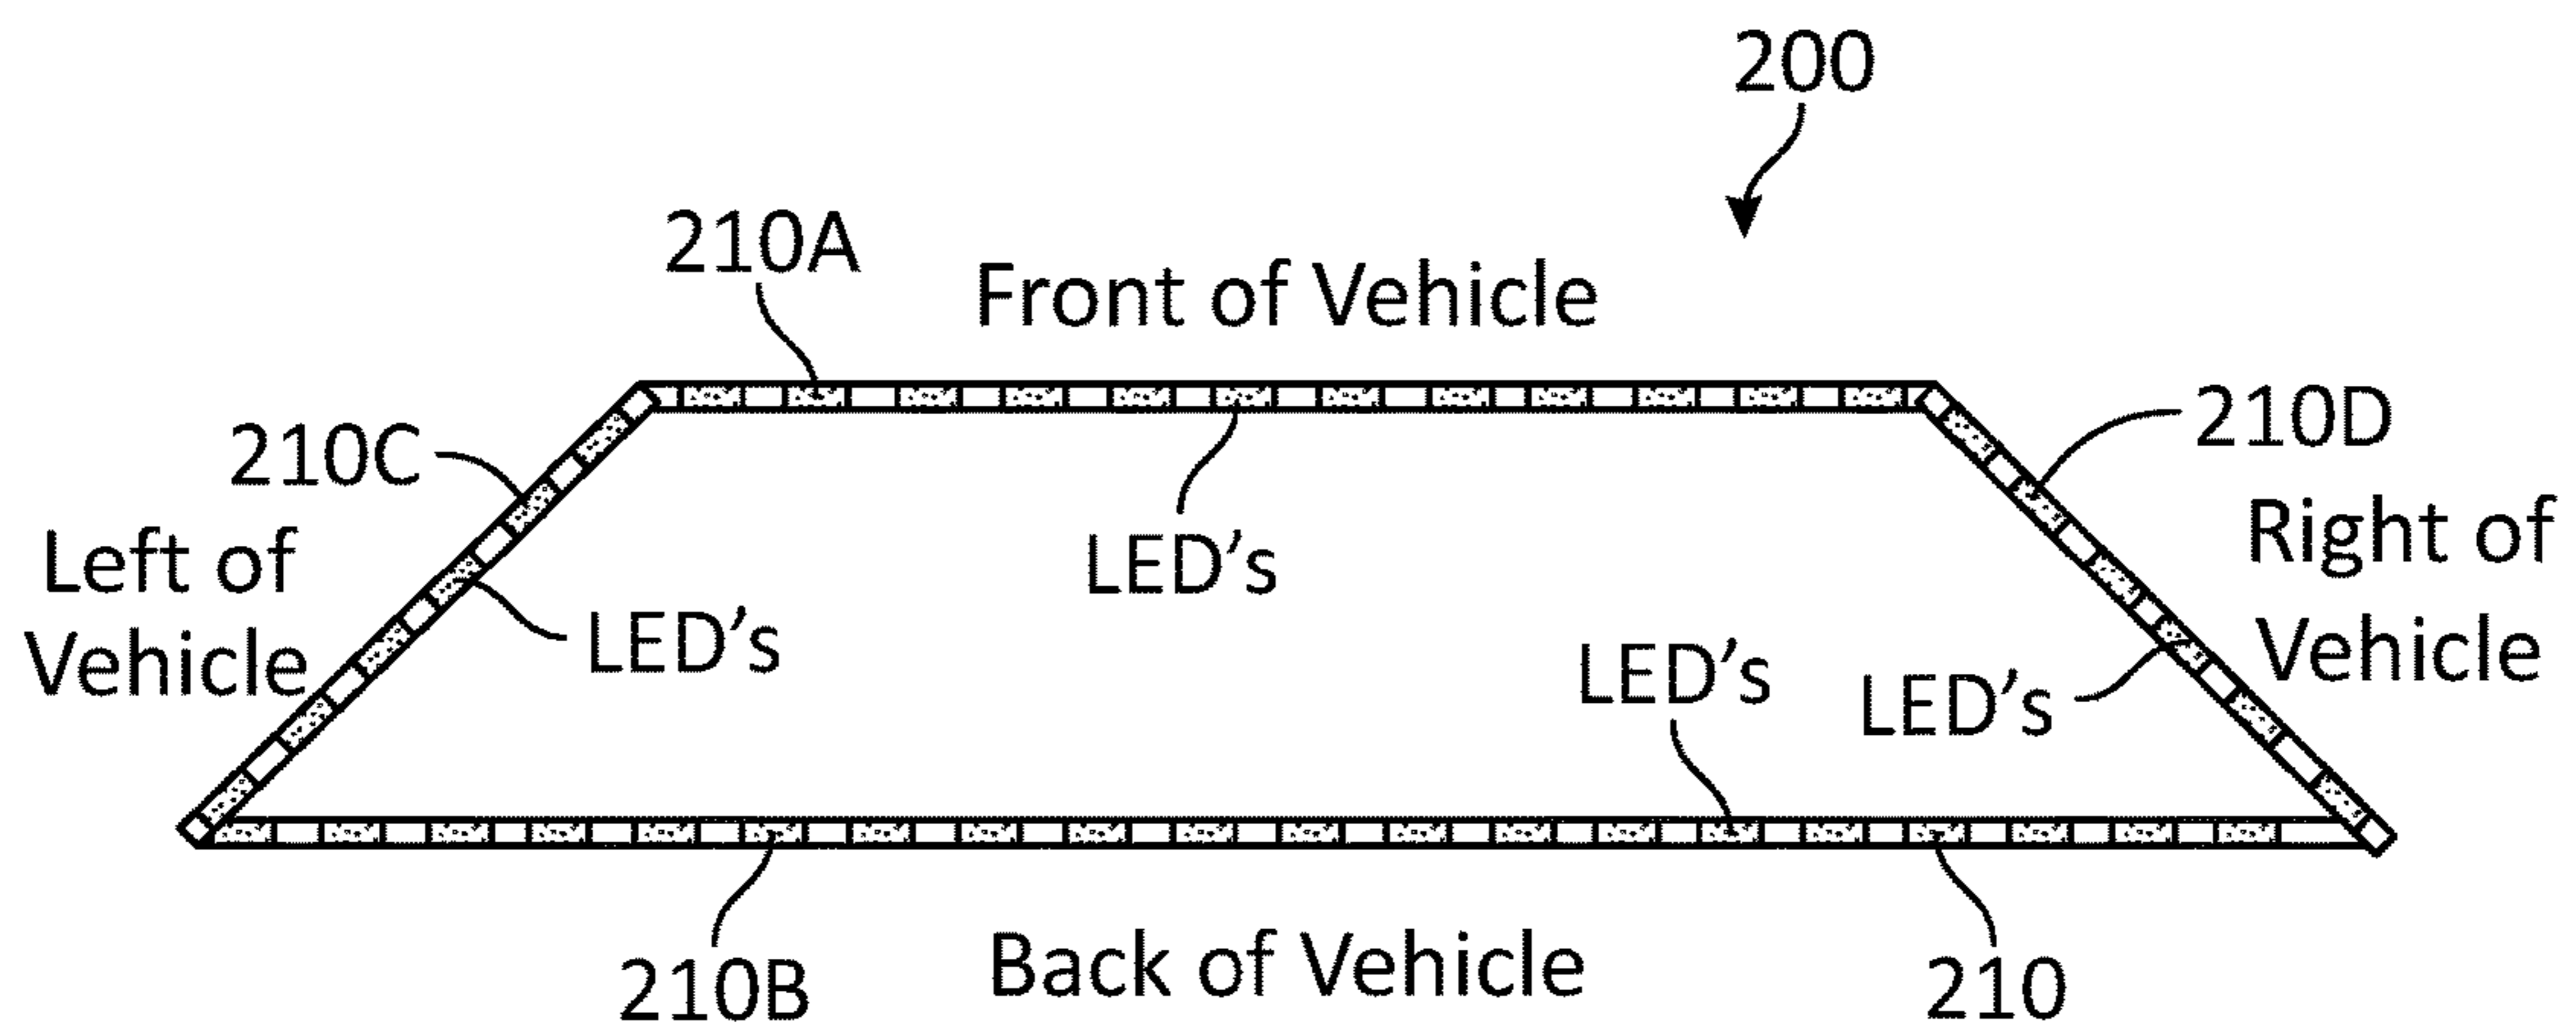 200
210A
Front of Vehicle
210C
210D
Left of
Vehicle
LED's
LED's
Right of
Vehicle
LED's
LED's
210B
Back of Vehicle
210